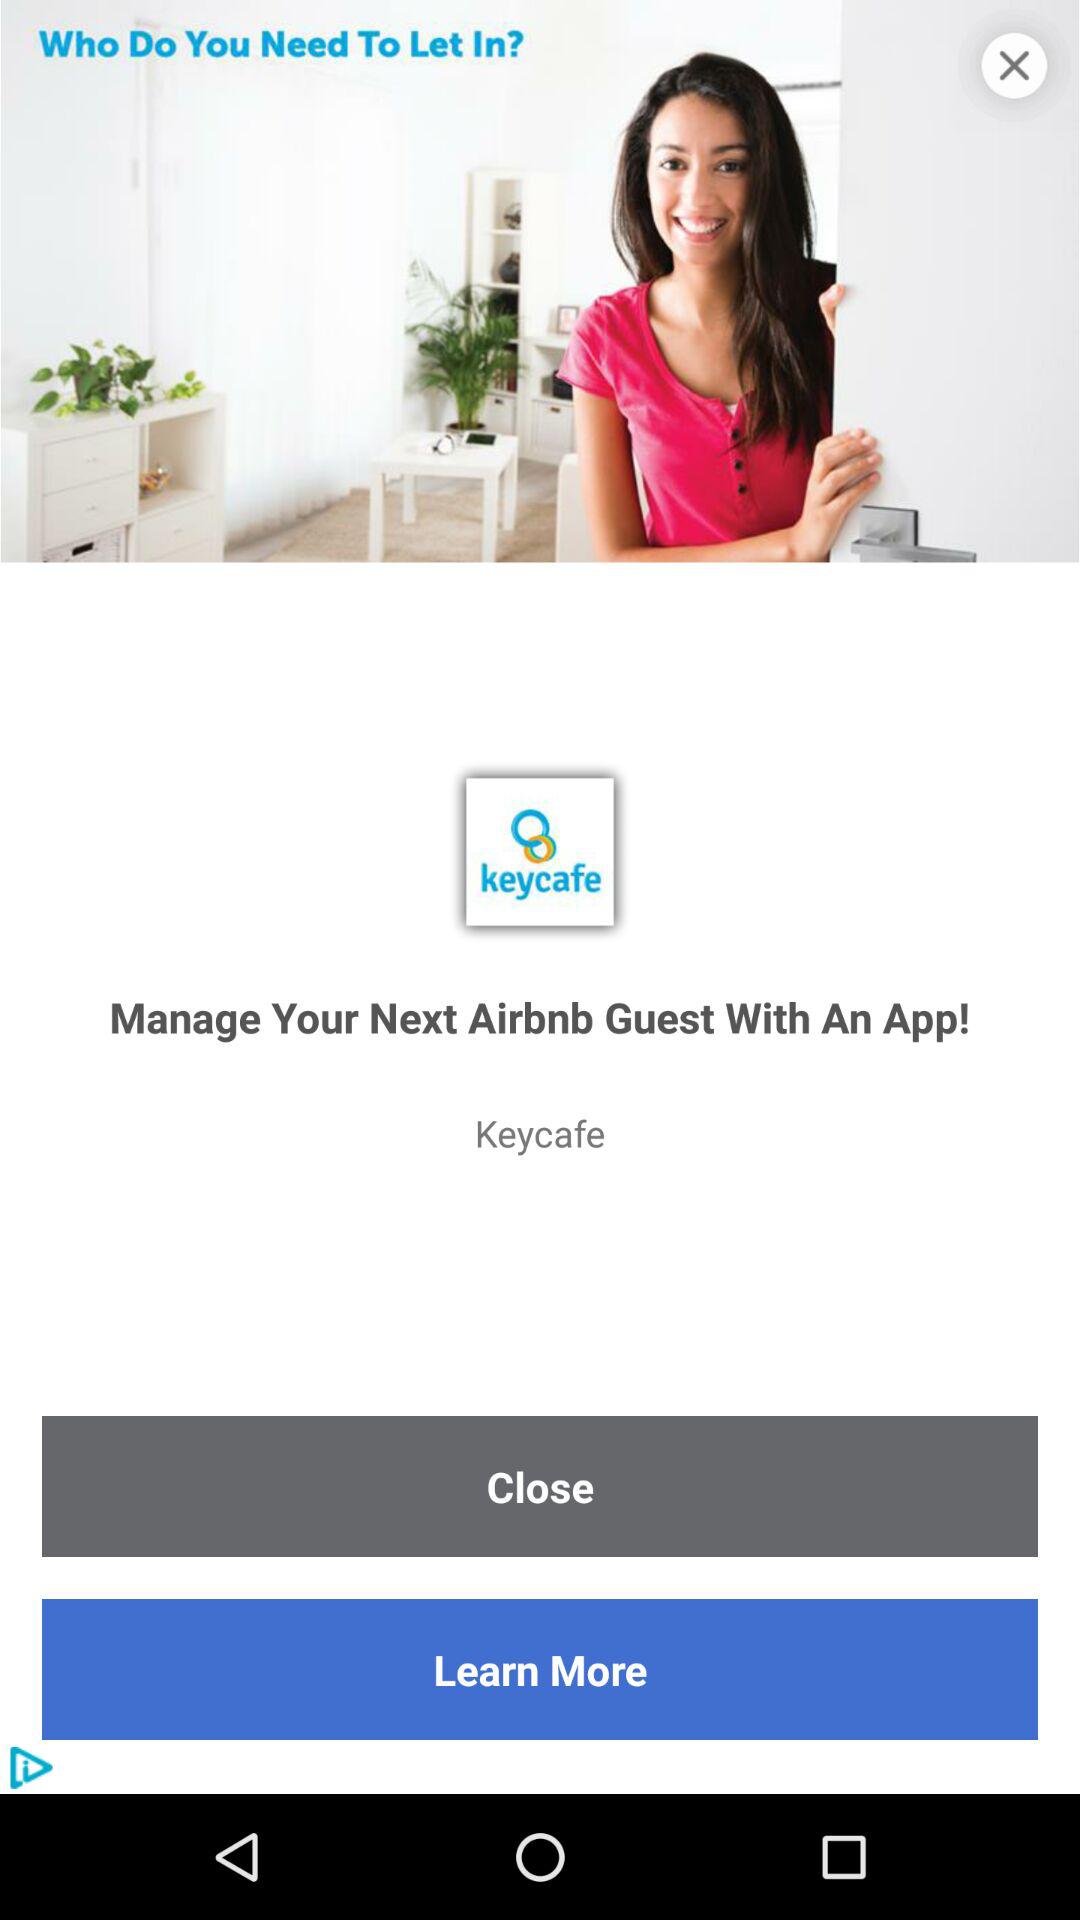 Who Do You Need To Let In?
keycafe
Manage Your Next Airbnb Guest With An App!
Keycafe
Close
Learn More